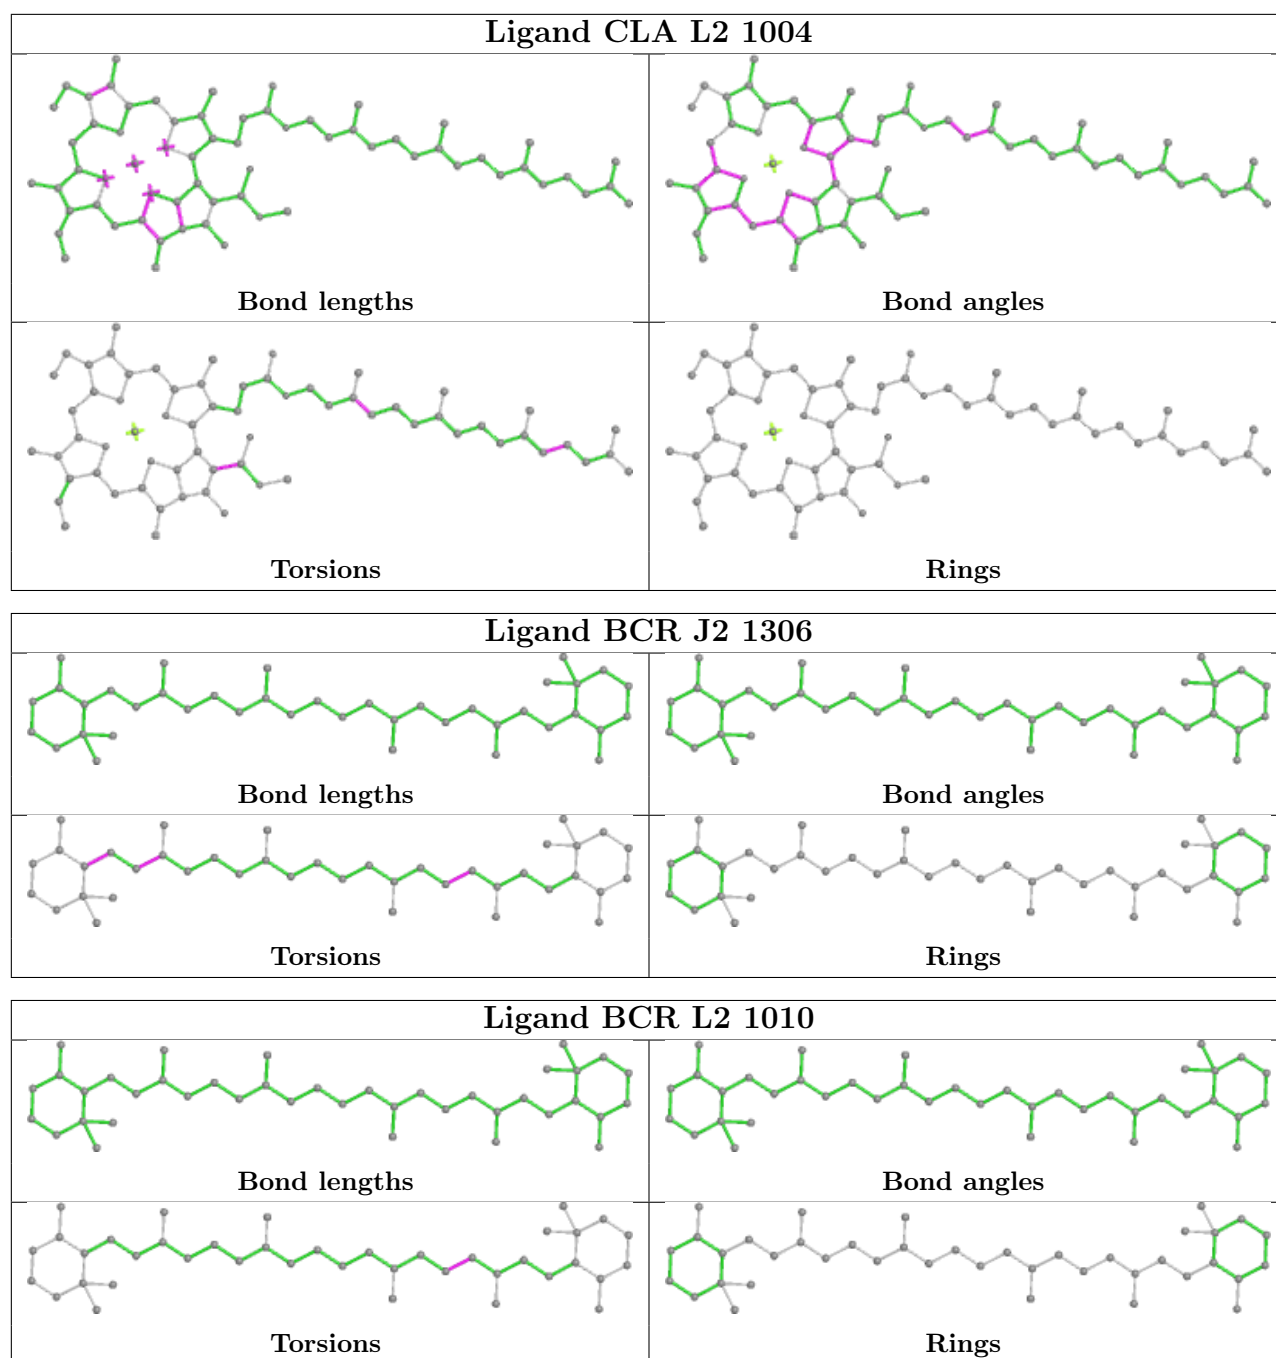 Ligand CLA L2 1004
Bond lengths
Bond angles
Torsions
Rings
Ligand BCR J2 1306
Bond lengths
Bond angles
Torsions
Rings
Ligand BCR L2 1010
Bond lengths
Bond angles
Torsions
Rings